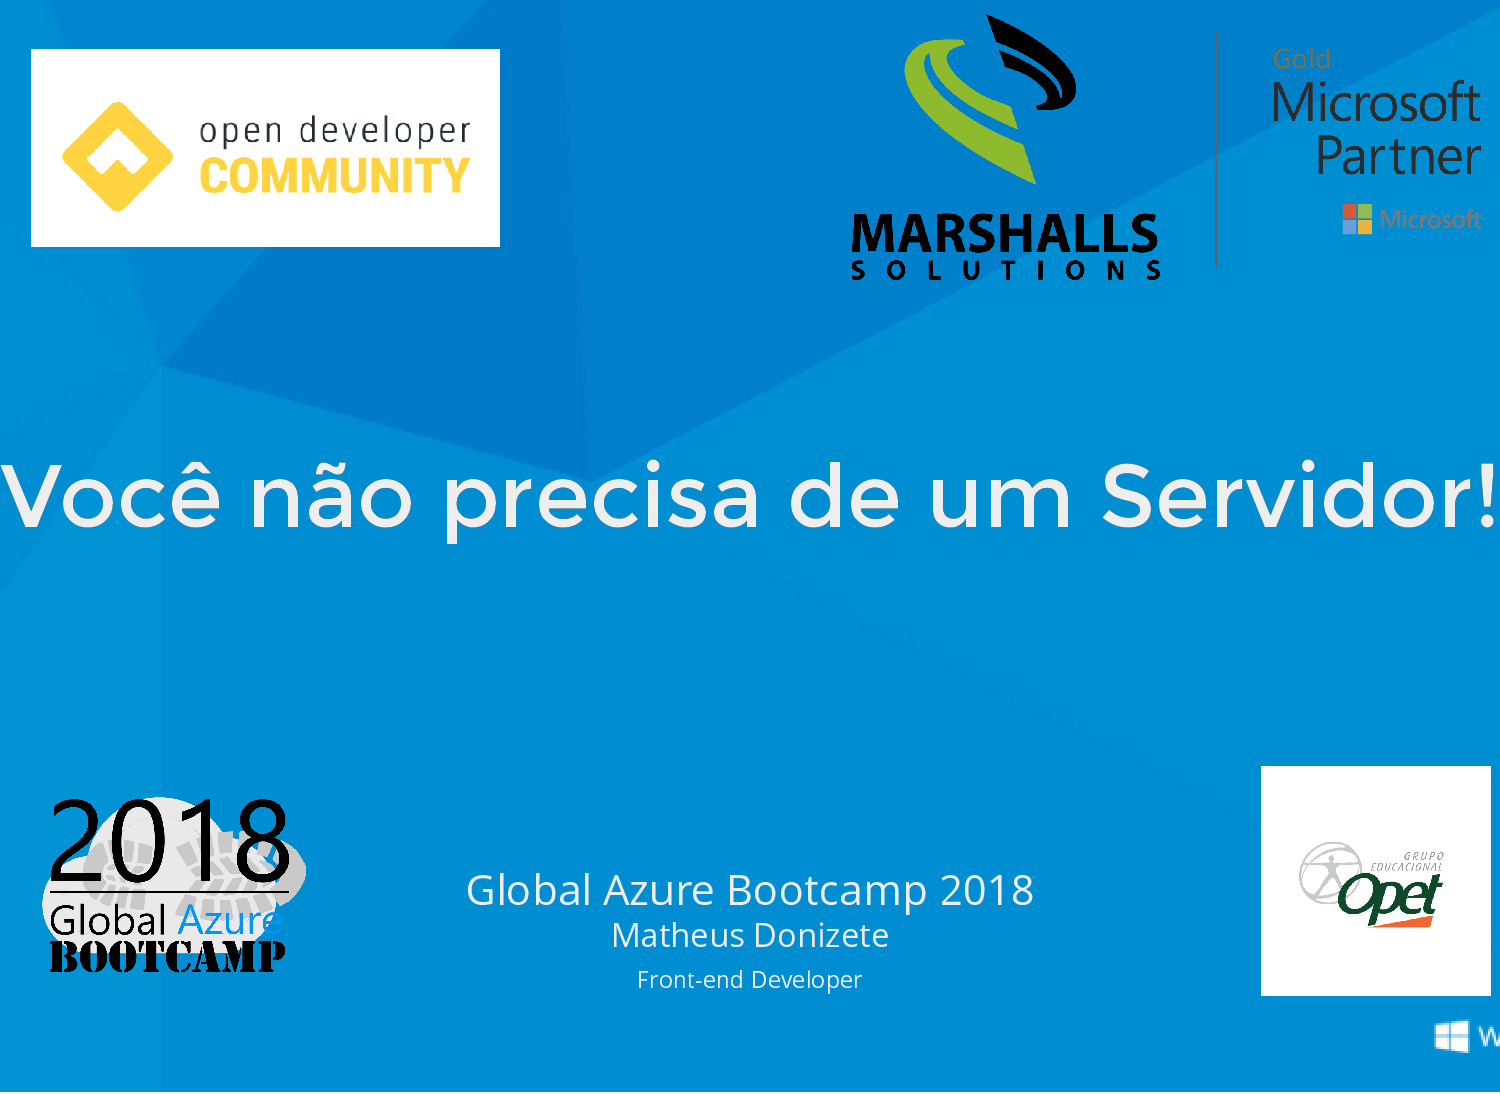 open developer
COMMUNITY
MARSHALLS
SOLUTIONS
Gold
Microsoft
Partner
Microsoft
Você não precisa de um Servidor!
2018
Global Azure
BOOTCAMP
Global Azure Bootcamp 2018
Matheus Donizete
Front-end Developer
GRUPO
EDUCACIONAL
Opet